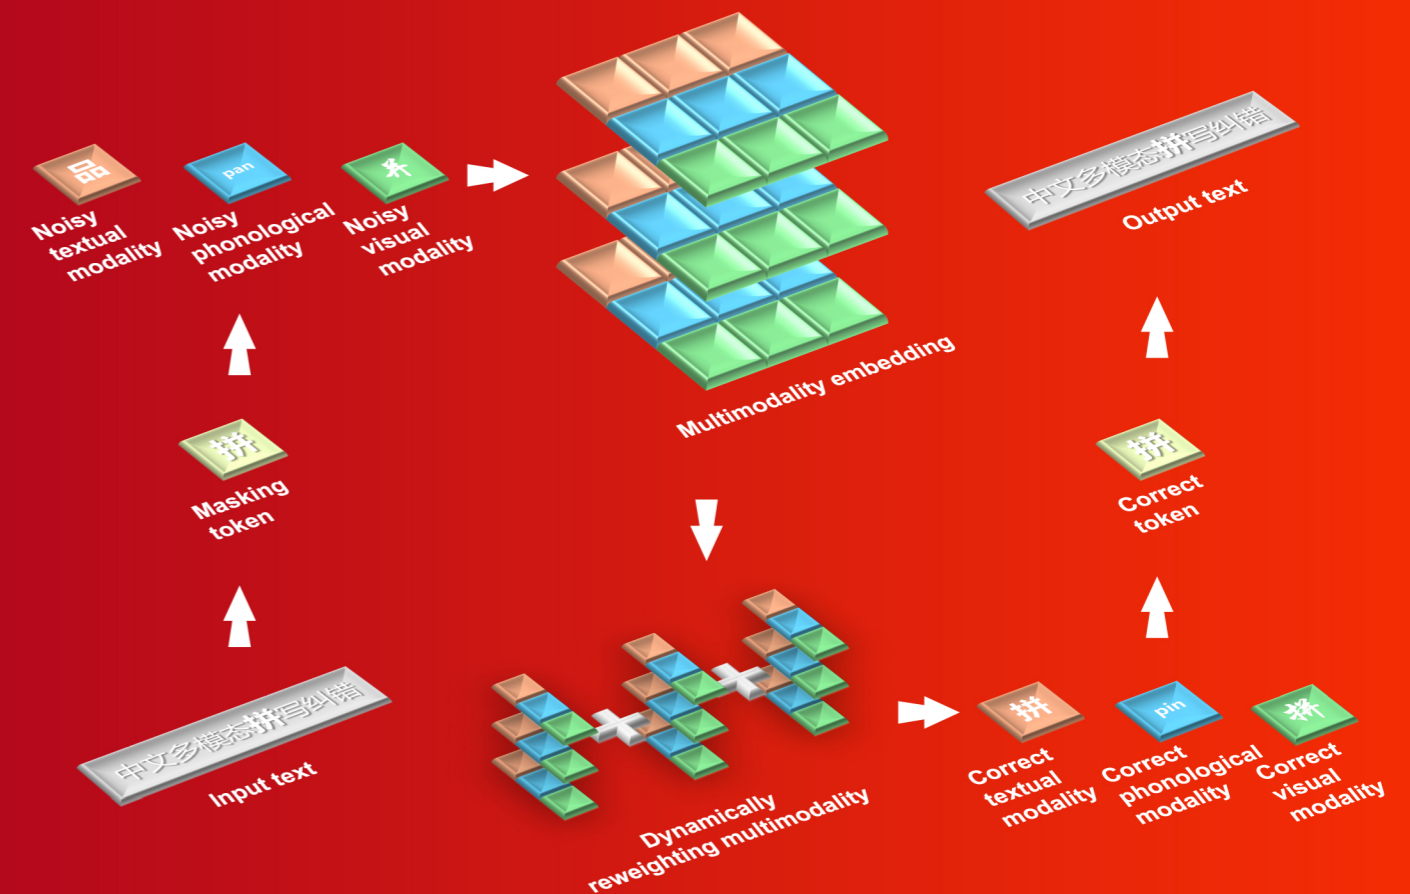 品
pan
Noisy
textual
modality
Noisy
phonological
modality
Noisy
visual
modality
拼
Masking
token
中文多模态拼写纠错
Input text
Multimodality embedding
Dynamically
reweighting multimodality
拼
pin
Correct
textual
modality
Correct
phonological
modality
Correct
visual
modality
拼
Correct
token
中文多模态拼写纠错
Output text